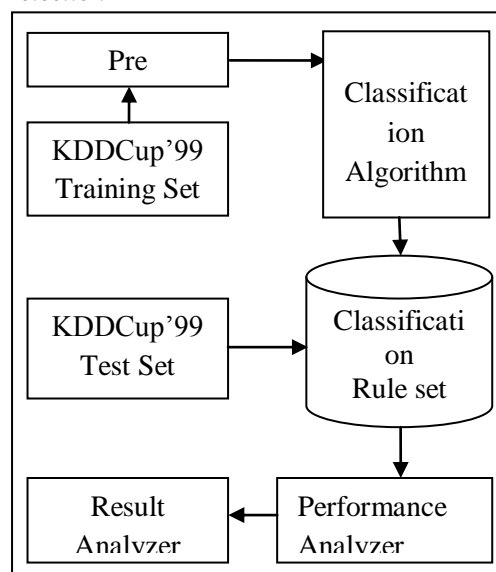 Pre
KDDCup’99
Training Set
Classificat
ion
Algorithm
KDDCup’99
Test Set
Classificati
on
Rule set
Result
Analyzer
Performance
Analyzer